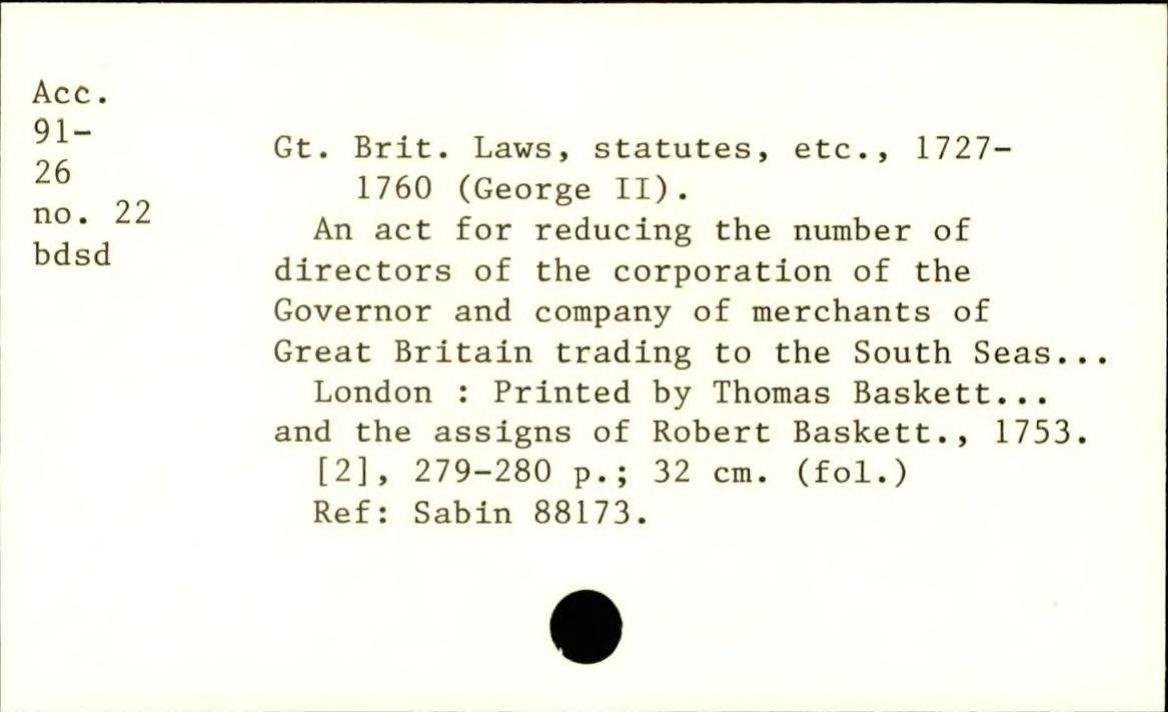 Acc.
91-
26
no. 22
bdsd
Gt. Brit. Laws, statutes, etc., 1727-
1760 (George II).
An act for reducing the number of
directors of the corporation of the
Governor and company of merchants of
Great Britain trading to the South Seas...
London : Printed by Thomas Baskett...
and the assigns of Robert Baskett., 1753.
[2], 279-280 p.; 32 cm. (fol.)
Ref: Sabin 88173.